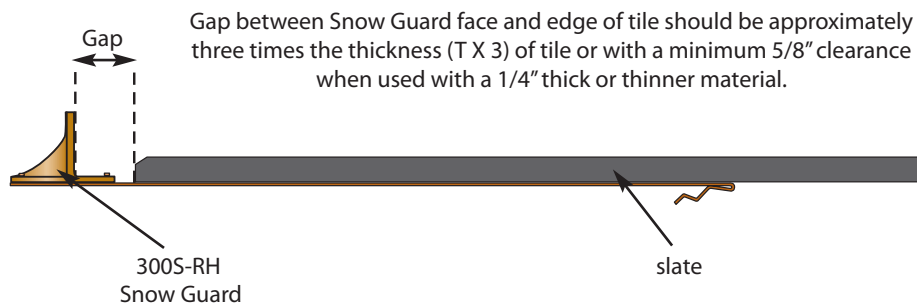 Gap between Snow Guard face and edge of tile should be approximately
three times the thickness (T X 3) of tile or with a minimum 5/8" clearance
when used with a 1/4" thick or thinner material.
Gap
300S-RH
Snow Guard
slate